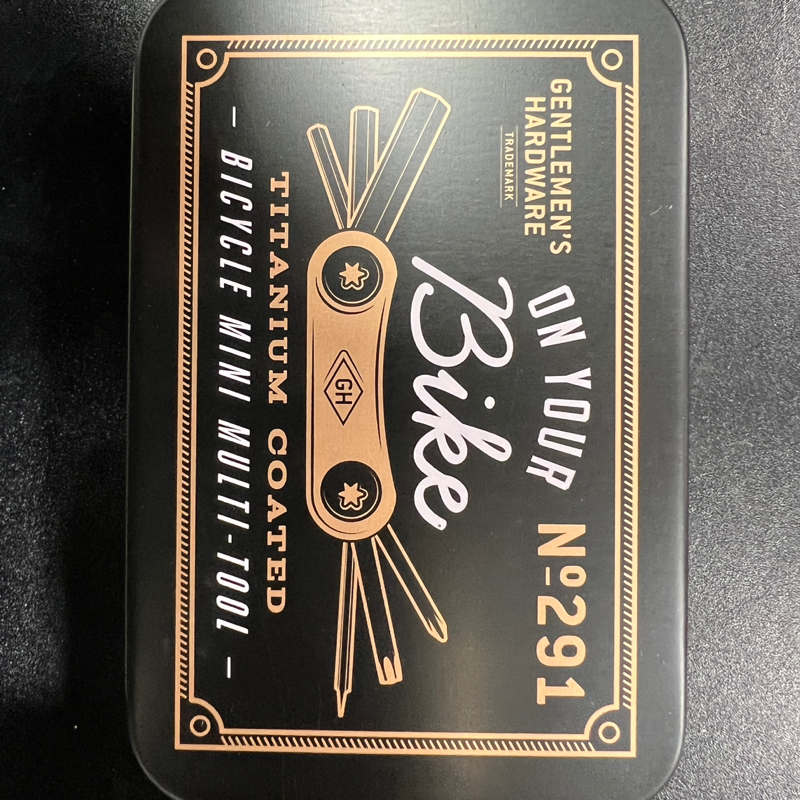 GENTLEMEN'S
HARDWARE
TRADEMARK
ON YOUR
Bike
Nº291
GH
TITANIUM COATED
— BICYCLE MINI MULTI-TOOL —